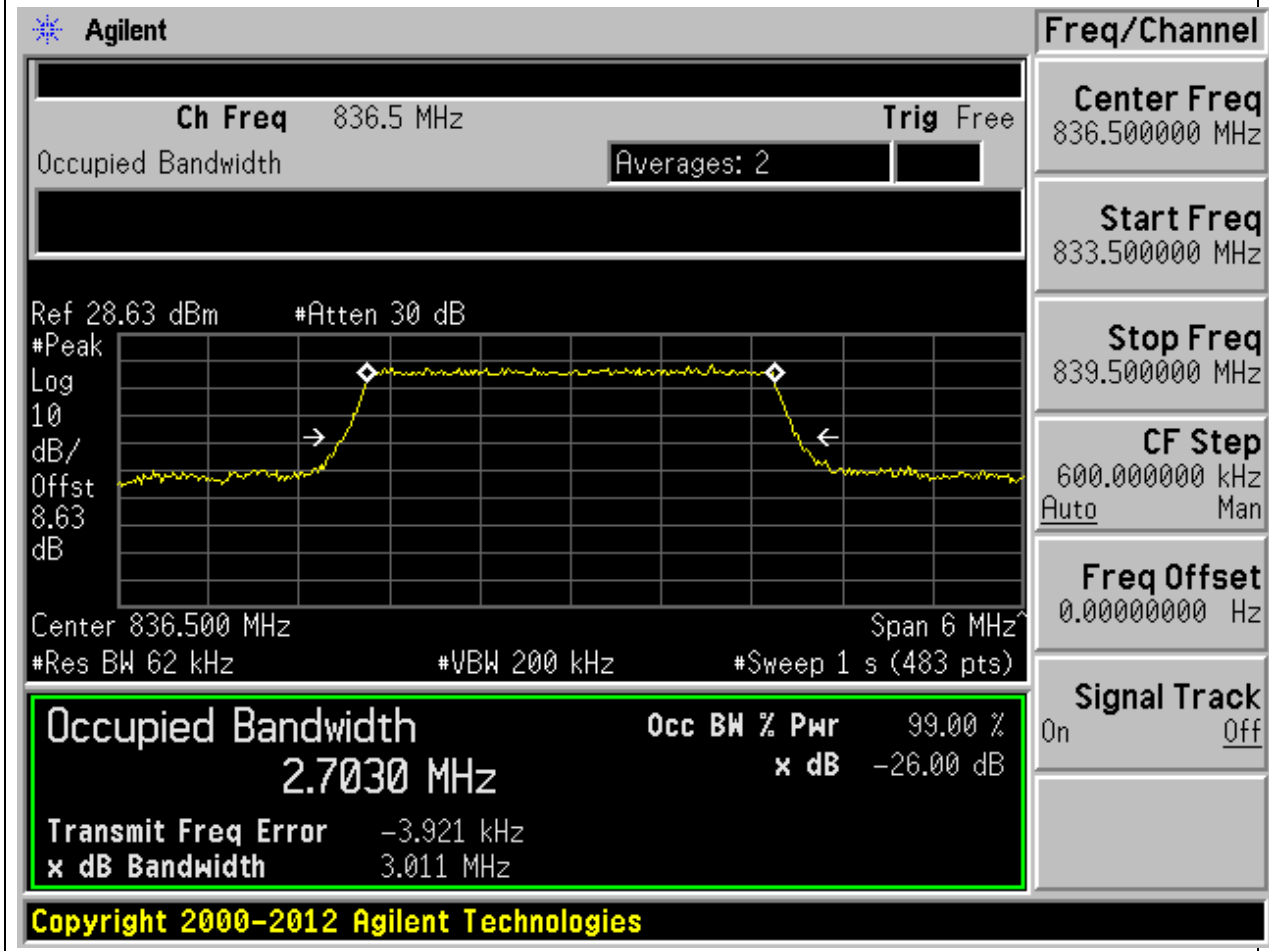 Agilent
Freq/Channel
Ch Freq 836.5 MHz Trig Free
Occupied Bandwidth Averages: 2
Ref 28.63 dBm #Atten 30 dB
#Peak
Log
10
dB/
Offst
8.63
dB
Center 836.500 MHz Span 6 MHz^
#Res BW 62 kHz #VBW 200 kHz #Sweep 1 s (483 pts)
Occupied Bandwidth Occ BW % Pwr 99.00 %
2.7030 MHz x dB -26.00 dB
Transmit Freq Error -3.921 kHz
x dB Bandwidth 3.011 MHz
Center Freq
836.500000 MHz
Start Freq
833.500000 MHz
Stop Freq
839.500000 MHz
CF Step
600.000000 kHz
Auto Man
Freq Offset
0.00000000 Hz
Signal Track
On Off
Copyright 2000-2012 Agilent Technologies